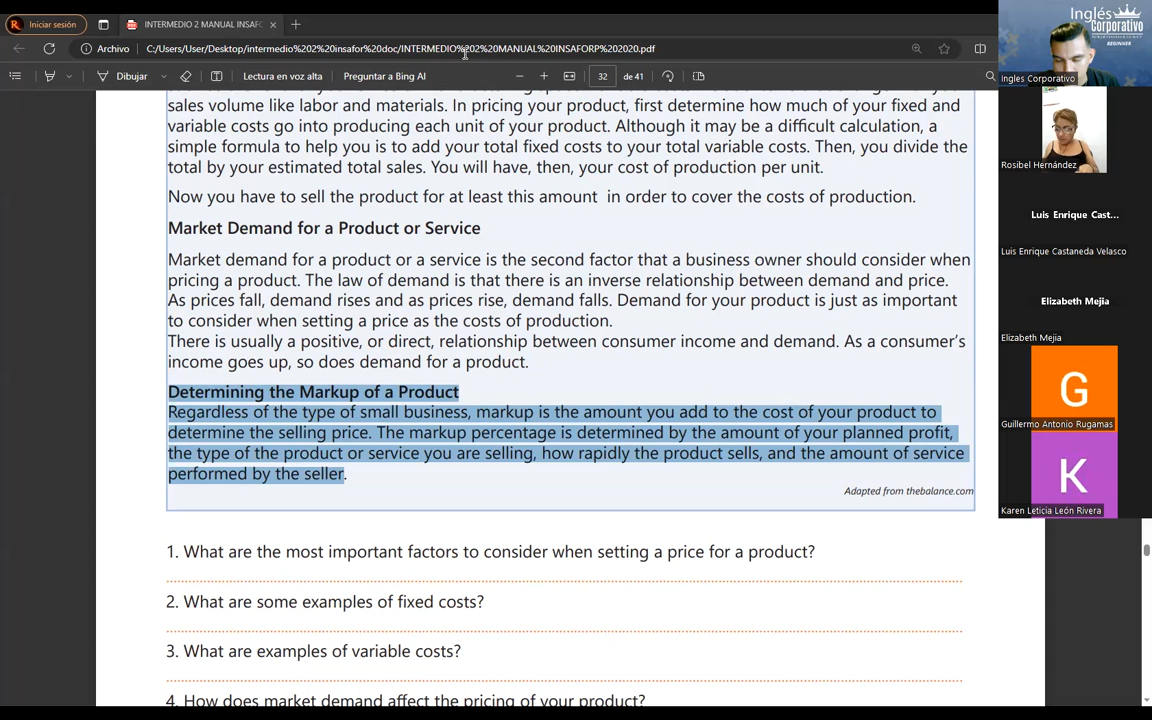 Iniciar sesión
INTERMEDIO 2 MANUAL INSAFO
Archivo
C:/Users/User/Desktop/intermedio%202%20insafor%20doc/INTERMEDIO%202%20MANUAL%20INSAFORP%202020.pdf
Dibujar
Lectura en voz alta
Preguntar a Bing AI
32
de 41
sales volume like labor and materials. In pricing your product, first determine how much of your fixed and
variable costs go into producing each unit of your product. Although it may be a difficult calculation, a
simple formula to help you is to add your total fixed costs to your total variable costs. Then, you divide the
total by your estimated total sales. You will have, then, your cost of production per unit.
Now you have to sell the product for at least this amount in order to cover the costs of production.
Market Demand for a Product or Service
Market demand for a product or a service is the second factor that a business owner should consider when
pricing a product. The law of demand is that there is an inverse relationship between demand and price.
As prices fall, demand rises and as prices rise, demand falls. Demand for your product is just as important
to consider when setting a price as the costs of production.
There is usually a positive, or direct, relationship between consumer income and demand. As a consumer's
income goes up, so does demand for a product.
Determining the Markup of a Product
Regardless of the type of small business, markup is the amount you add to the cost of your product to
determine the selling price. The markup percentage is determined by the amount of your planned profit,
the type of the product or service you are selling, how rapidly the product sells, and the amount of service
performed by the seller.
Adapted from thebalance.com
1. What are the most important factors to consider when setting a price for a product?
2. What are some examples of fixed costs?
3. What are examples of variable costs?
4. How does market demand affect the pricing of your product?
Inglés
Corporativo
BEGINNER
Ingles Corporativo
Rosibel Hernández
Luis Enrique Cast...
Luis Enrique Castaneda Velasco
Elizabeth Mejia
Elizabeth Mejia
G
Guillermo Antonio Rugamas
K
Karen Leticia León Rivera